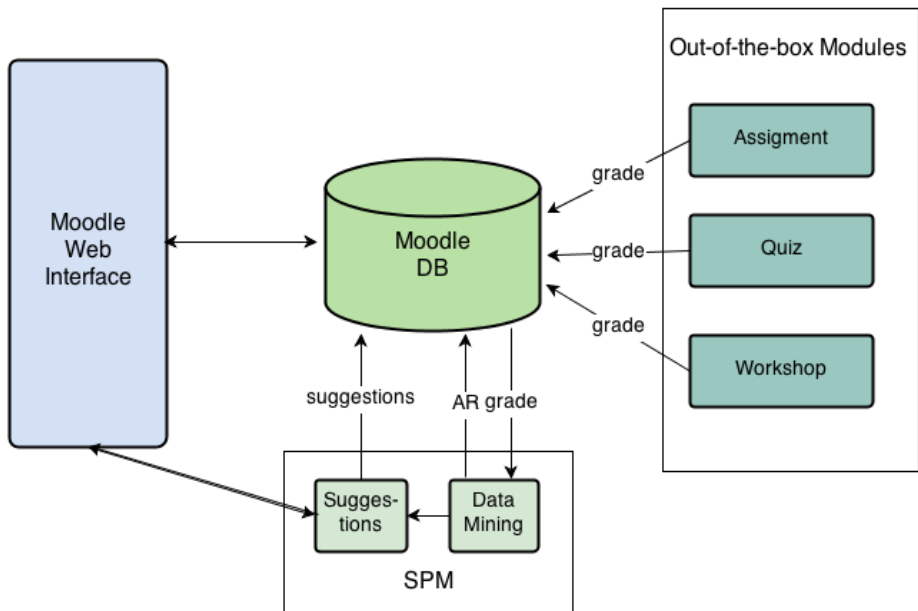 Out-of-the-box Modules
Assigment
grade
Moodle
Web
Interface
Moodle
DB
grade
Quiz
grade
Workshop
suggestions
AR grade
Sugges-
tions
Data
Mining
SPM